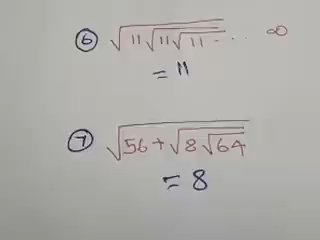 ⑥ √11√11√11 - . . . ∞
= 11
⑦ √56 + √8√64
= 8